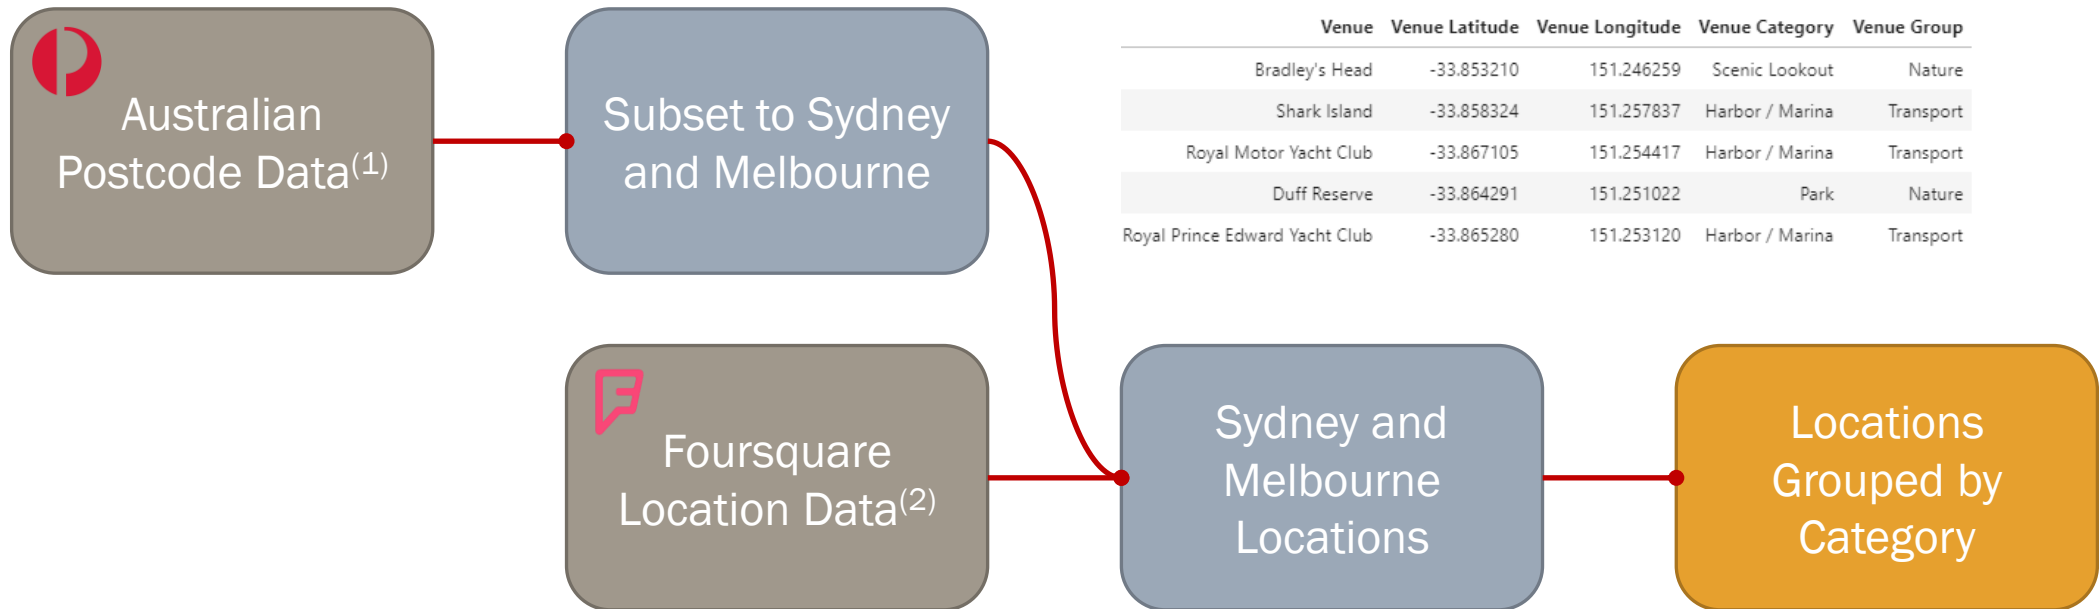 Australian
Postcode Data(1)
Subset to Sydney
and Melbourne
Venue Venue Latitude Venue Longitude Venue Category Venue Group
Bradley's Head -33.853210 151.246259 Scenic Lookout Nature
Shark Island -33.858324 151.257837 Harbor / Marina Transport
Royal Motor Yacht Club -33.867105 151.254417 Harbor / Marina Transport
Duff Reserve -33.864291 151.251022 Park Nature
Royal Prince Edward Yacht Club -33.865280 151.253120 Harbor / Marina Transport
Foursquare
Location Data(2)
Sydney and
Melbourne
Locations
Locations
Grouped by
Category